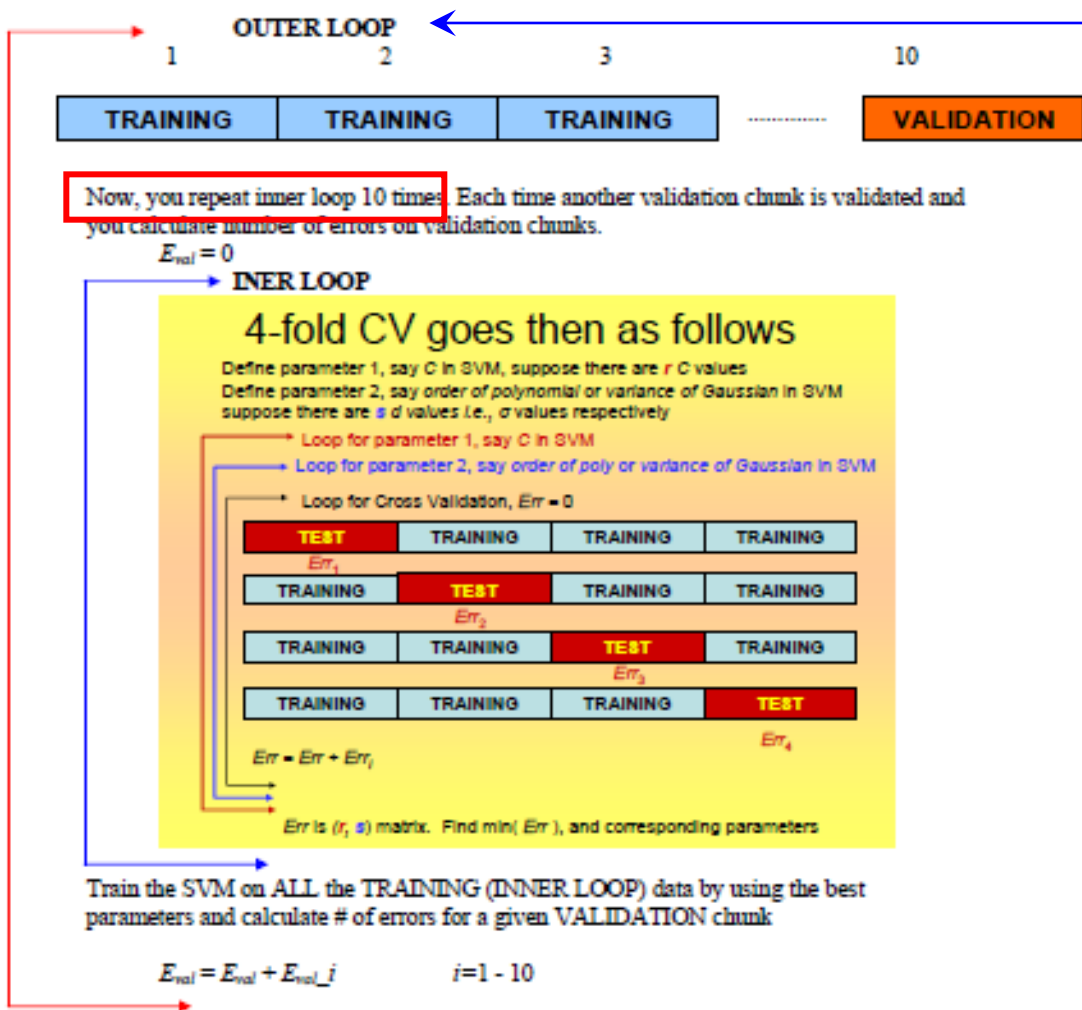 OUTER LOOP
1 2 3 10
TRAINING TRAINING TRAINING ------------- VALIDATION
Now, you repeat inner loop 10 times. Each time another validation chunk is validated and
you calculate number of errors on validation chunks.
E_val = 0
INER LOOP
4-fold CV goes then as follows
Define parameter 1, say C in SVM, suppose there are r C values
Define parameter 2, say order of polynomial or variance of Gaussian in SVM
suppose there are s d values i.e., σ values respectively
Loop for parameter 1, say C in SVM
Loop for parameter 2, say order of poly or variance of Gaussian in SVM
Loop for Cross Validation, Err = 0
TEST TRAINING TRAINING TRAINING
Err₁
TRAINING TEST TRAINING TRAINING
Err₂
TRAINING TRAINING TEST TRAINING
Err₃
TRAINING TRAINING TRAINING TEST
Err₄
Err = Err + Errᵢ
Err is (r, s) matrix. Find min( Err ), and corresponding parameters
Train the SVM on ALL the TRAINING (INNER LOOP) data by using the best
parameters and calculate # of errors for a given VALIDATION chunk
E_val = E_val + E_val_i i=1 - 10